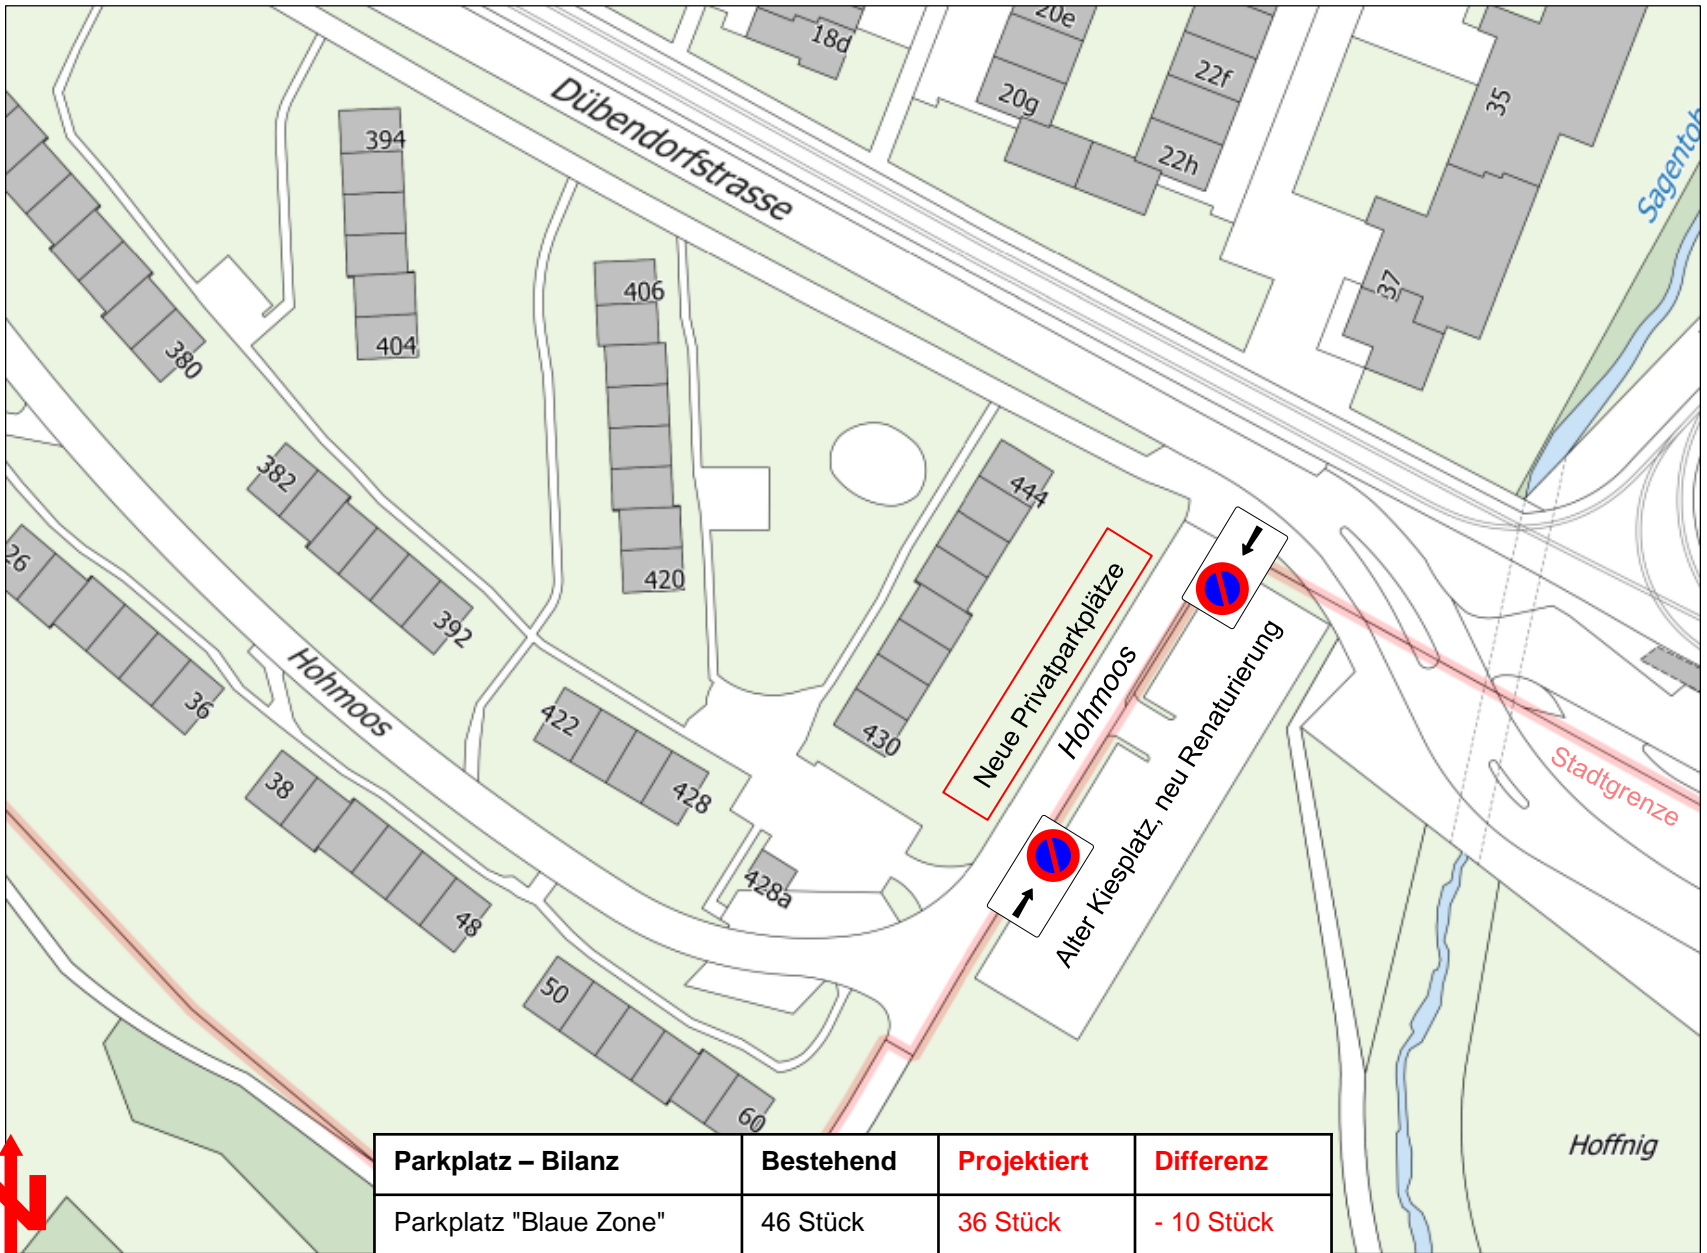 18d
20e
20g
22f
22h
35
37
Sagentob
Dübendorfstrasse
394
404
406
420
380
382
392
26
36
Hohmoos
38
48
422
428
428a
430
444
50
60
Neue Privatparkplätze
Hohmoos
Alter Kiesplatz, neu Renaturierung
Stadtgrenze
Hoffnig
N
Parkplatz – Bilanz Bestehend Projektiert Differenz
Parkplatz "Blaue Zone" 46 Stück 36 Stück - 10 Stück